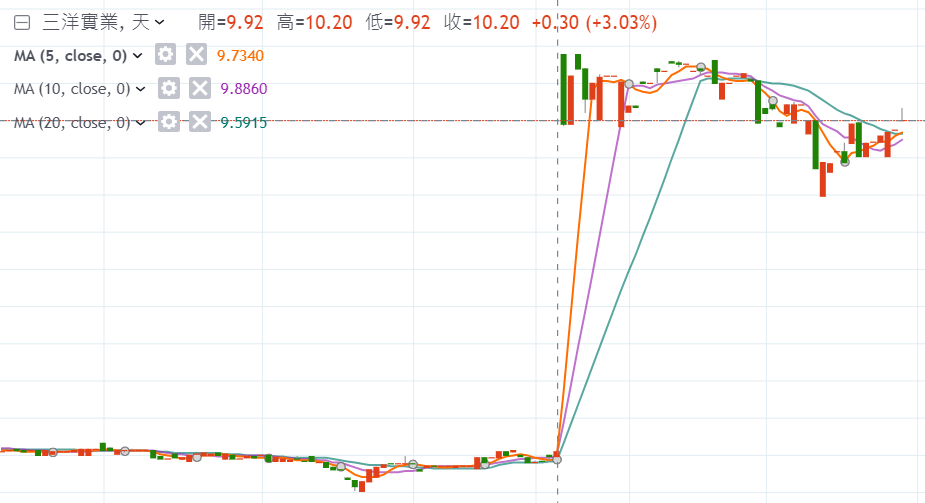 三洋實業, 天 開=9.92 高=10.20 低=9.92 收=10.20 +0.30 (+3.03%)
MA (5, close, 0) 9.7340
MA (10, close, 0) 9.8860
MA (20, close, 0) 9.5915